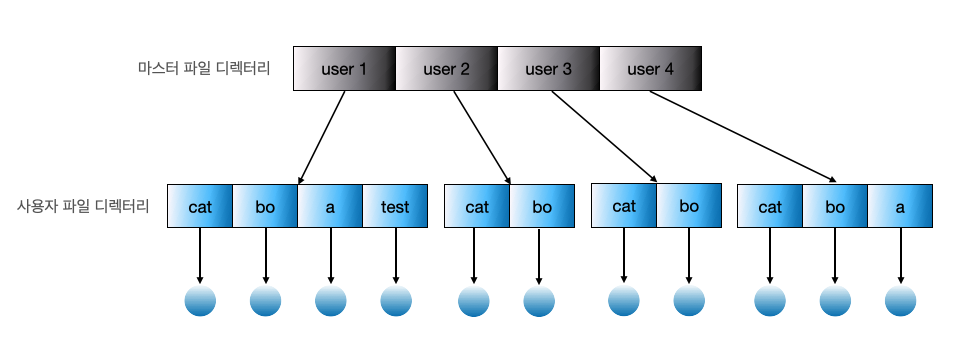 마스터 파일 디렉터리
user 1 user 2 user 3 user 4
사용자 파일 디렉터리
cat bo a test cat bo cat bo cat bo a